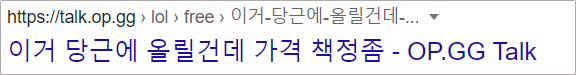 https://talk.op.gg › lol › free › 이거-당근에-올릴건데-...
이거 당근에 올릴건데 가격 책정좀 - OP.GG Talk